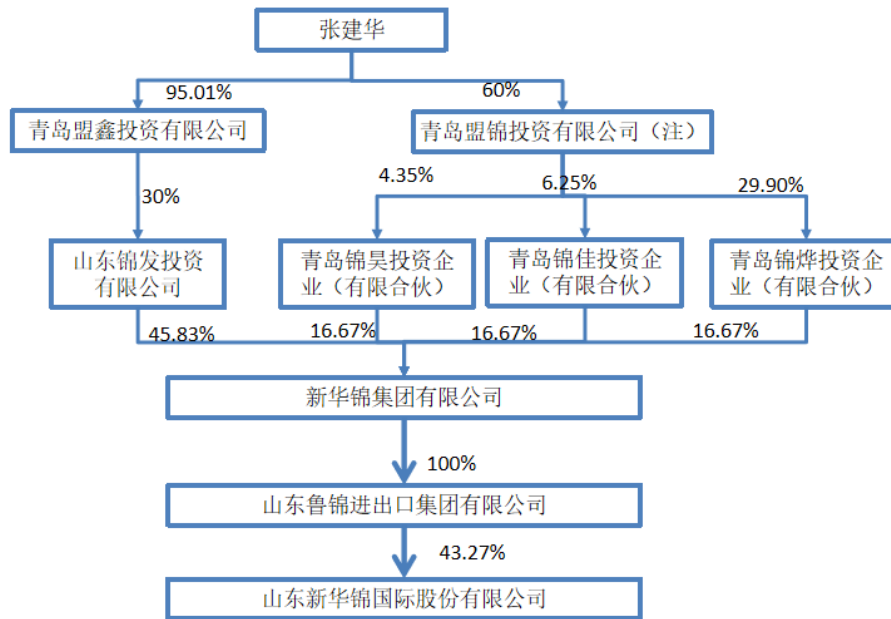 张建华
95.01%
60%
青岛盟鑫投资有限公司
青岛盟锦投资有限公司（注）
4.35%
6.25%
29.90%
30%
山东锦发投资
有限公司
青岛锦昊投资企
业（有限合伙）
青岛锦佳投资企
业（有限合伙）
青岛锦烨投资企
业（有限合伙）
45.83%
16.67%
16.67%
16.67%
新华锦集团有限公司
100%
山东鲁锦进出口集团有限公司
43.27%
山东新华锦国际股份有限公司